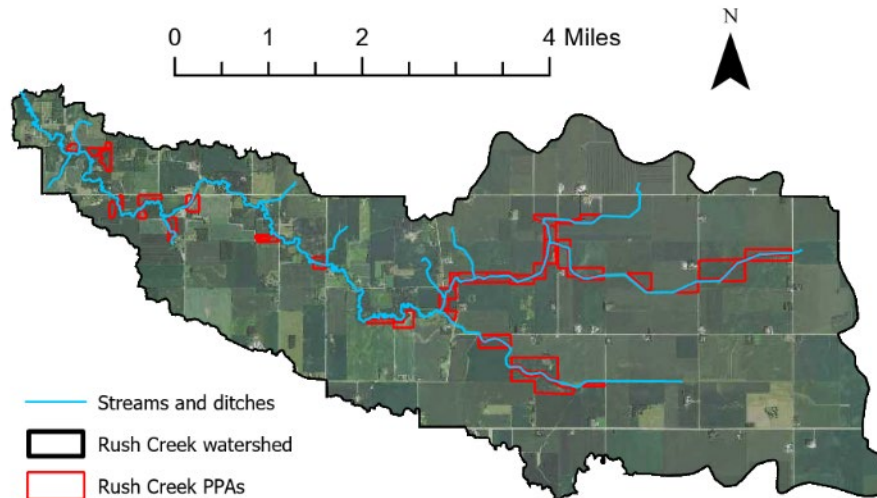 N
0 1 2 4 Miles
Streams and ditches
Rush Creek watershed
Rush Creek PPAs